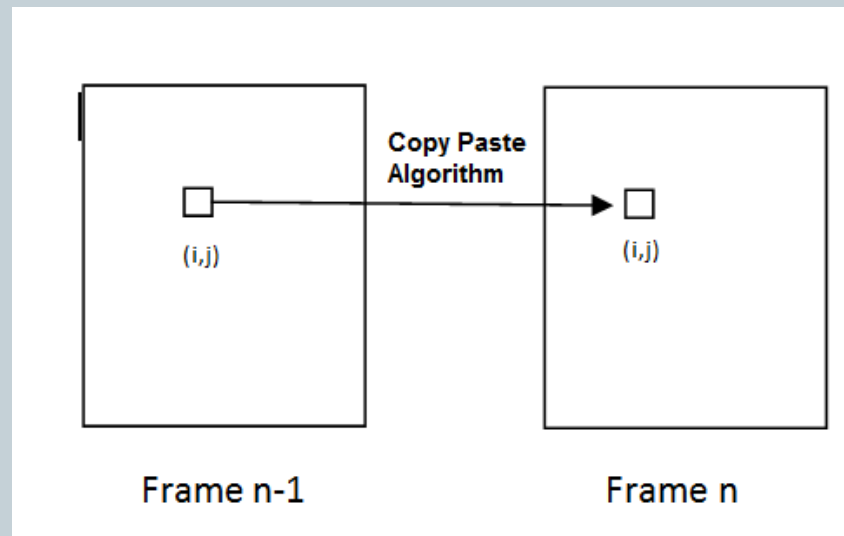 Copy Paste
Algorithm
(i,j)
(i,j)
Frame n-1
Frame n